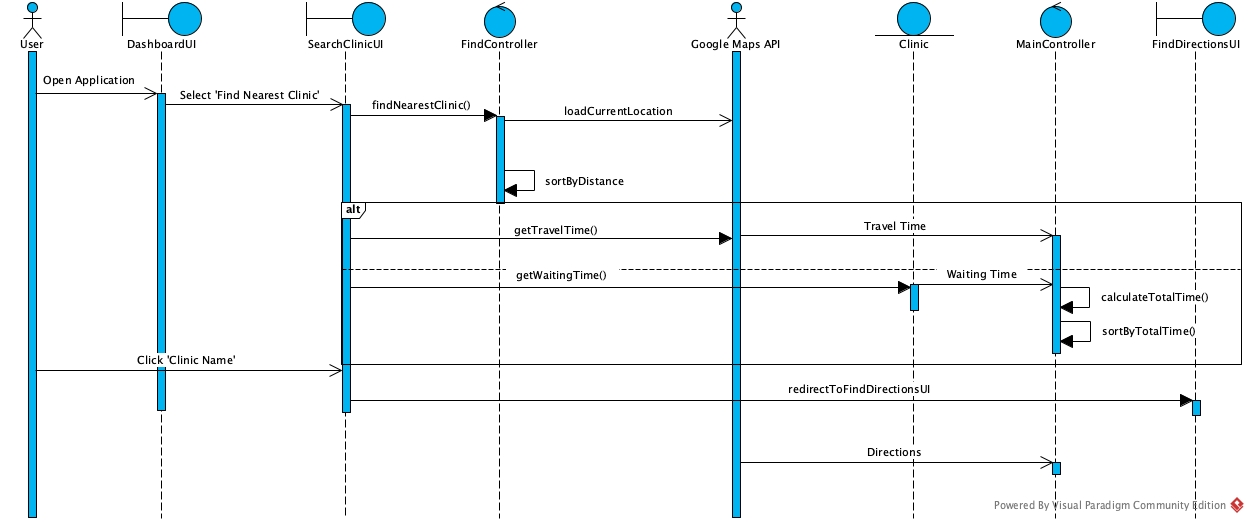 User
DashboardUI
SearchClinicUI
FindController
Google Maps API
Clinic
MainController
FindDirectionsUI
Open Application
Select 'Find Nearest Clinic'
findNearestClinic()
loadCurrentLocation
sortByDistance
alt
getTravelTime()
Travel Time
getWaitingTime()
Waiting Time
calculateTotalTime()
sortByTotalTime()
Click 'Clinic Name'
redirectToFindDirectionsUI
Directions
Powered By Visual Paradigm Community Edition